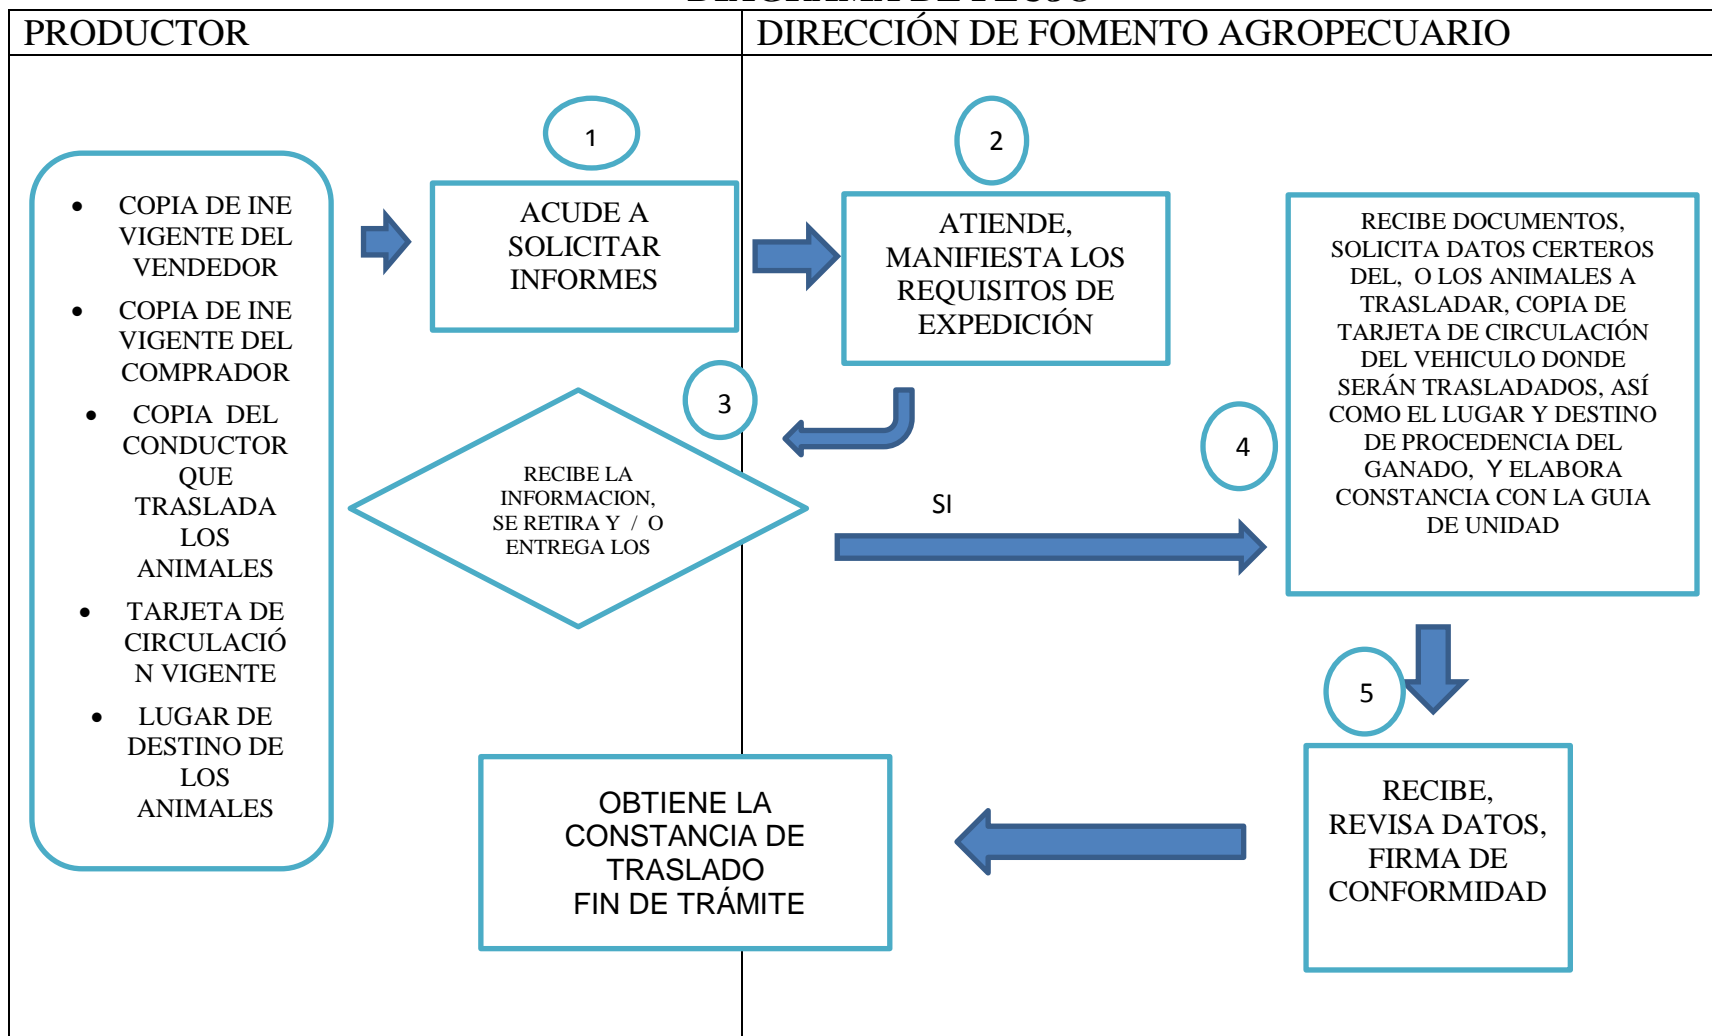 DIAGRAMA DE FLUJO
PRODUCTOR
DIRECCIÓN DE FOMENTO AGROPECUARIO
• COPIA DE INE
VIGENTE DEL
VENDEDOR
• COPIA DE INE
VIGENTE DEL
COMPRADOR
• COPIA DEL
CONDUCTOR
QUE
TRASLADA
LOS
ANIMALES
• TARJETA DE
CIRCULACIÓ
N VIGENTE
• LUGAR DE
DESTINO DE
LOS
ANIMALES
1
ACUDE A
SOLICITAR
INFORMES
2
ATIENDE,
MANIFIESTA LOS
REQUISITOS DE
EXPEDICIÓN
3
RECIBE LA
INFORMACION,
SE RETIRA Y / O
ENTREGA LOS
SI
4
RECIBE DOCUMENTOS,
SOLICITA DATOS CERTEROS
DEL, O LOS ANIMALES A
TRASLADAR, COPIA DE
TARJETA DE CIRCULACIÓN
DEL VEHICULO DONDE
SERÁN TRASLADADOS, ASÍ
COMO EL LUGAR Y DESTINO
DE PROCEDENCIA DEL
GANADO, Y ELABORA
CONSTANCIA CON LA GUIA
DE UNIDAD
5
RECIBE,
REVISA DATOS,
FIRMA DE
CONFORMIDAD
OBTIENE LA
CONSTANCIA DE
TRASLADO
FIN DE TRÁMITE